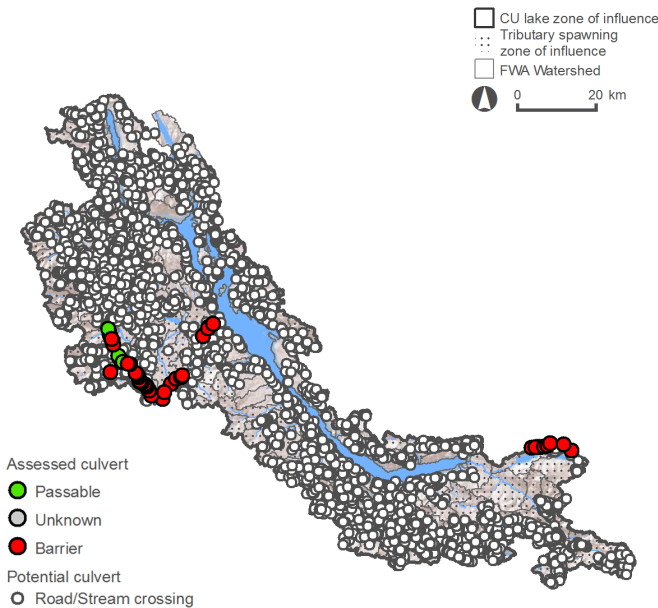 CU lake zone of influence
Tributary spawning
zone of influence
FWA Watershed
0 20 km
Assessed culvert
Passable
Unknown
Barrier
Potential culvert
Road/Stream crossing